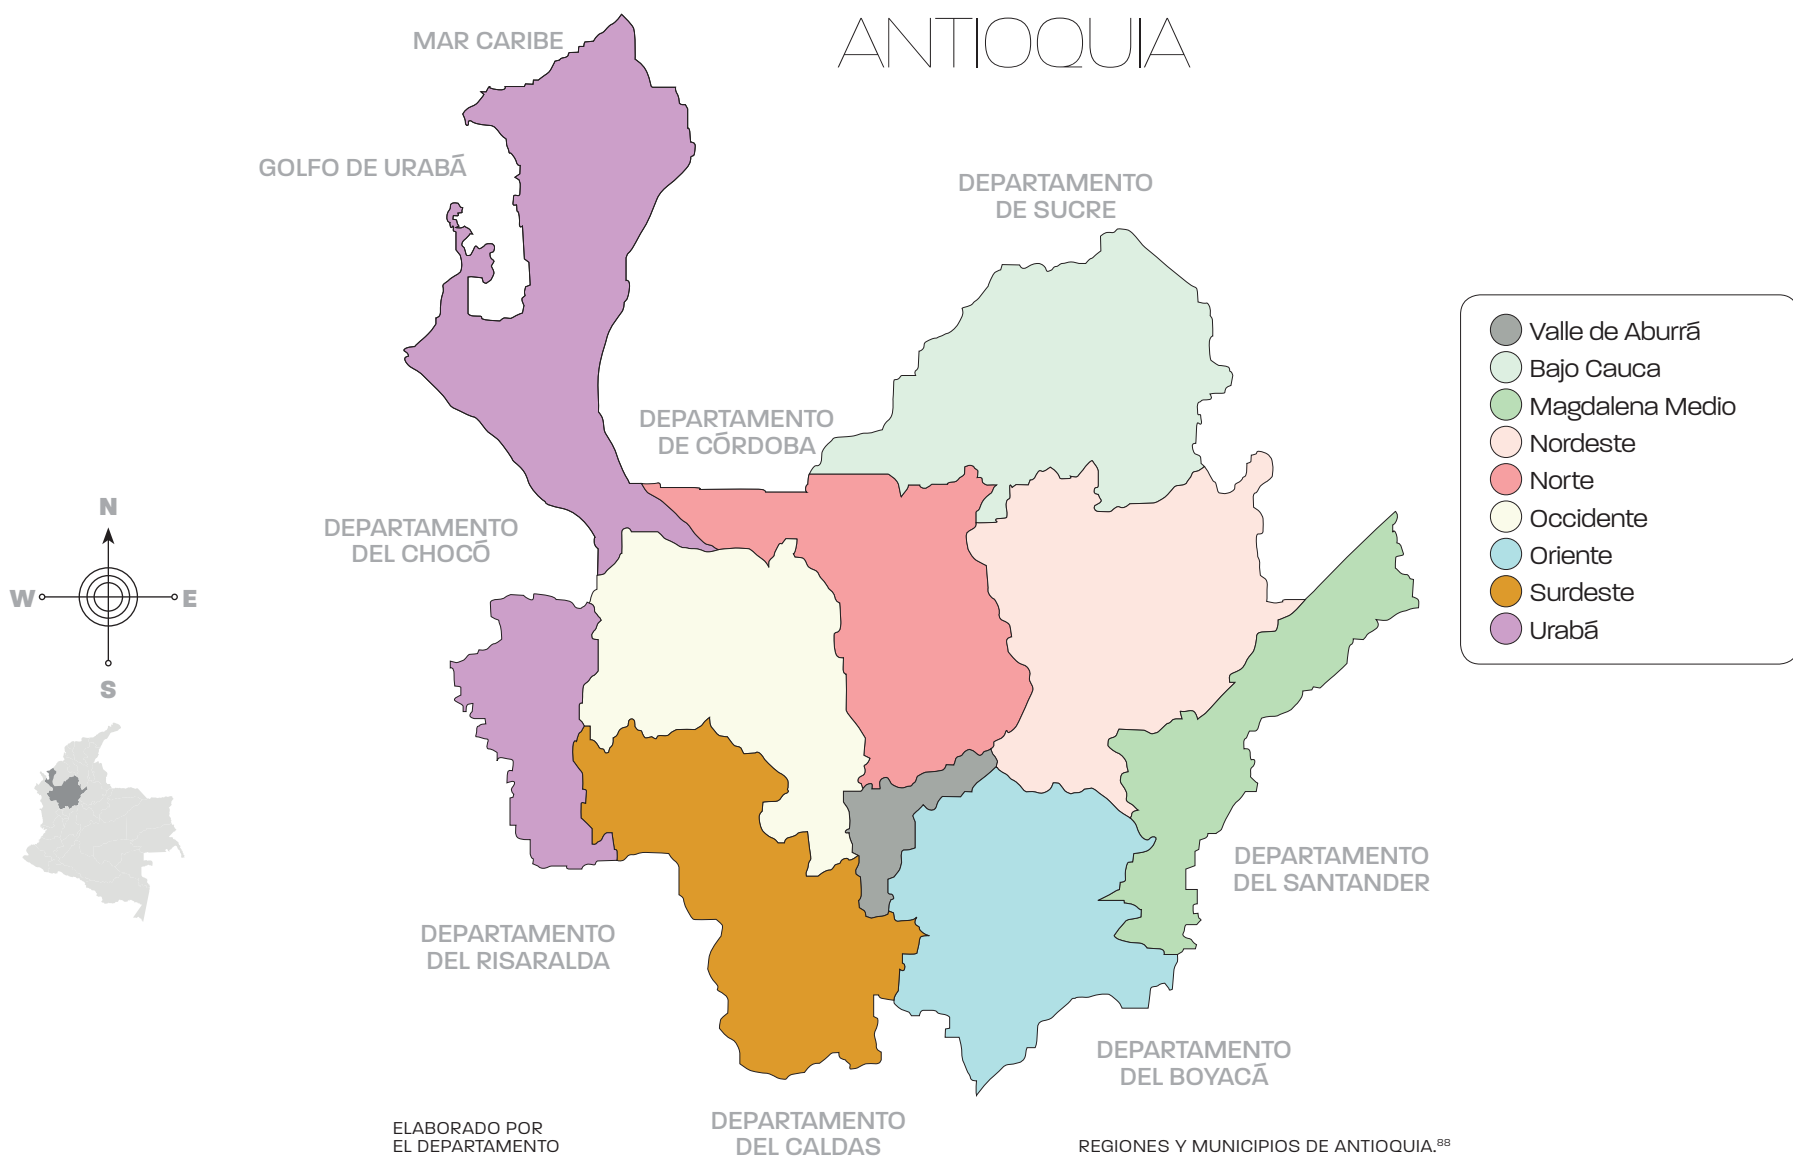 ANTIOQUIA
MAR CARIBE
GOLFO DE URABÁ
DEPARTAMENTO
DE SUCRE
DEPARTAMENTO
DE CÓRDOBA
DEPARTAMENTO
DEL CHOCÓ
N
W
E
S
Valle de Aburrá
Bajo Cauca
Magdalena Medio
Nordeste
Norte
Occidente
Oriente
Surdeste
Urabá
DEPARTAMENTO
DEL SANTANDER
DEPARTAMENTO
DEL RISARALDA
DEPARTAMENTO
DEL BOYACÁ
DEPARTAMENTO
DEL CALDAS
ELABORADO POR
EL DEPARTAMENTO
REGIONES Y MUNICIPIOS DE ANTIOQUIA.⁸⁸